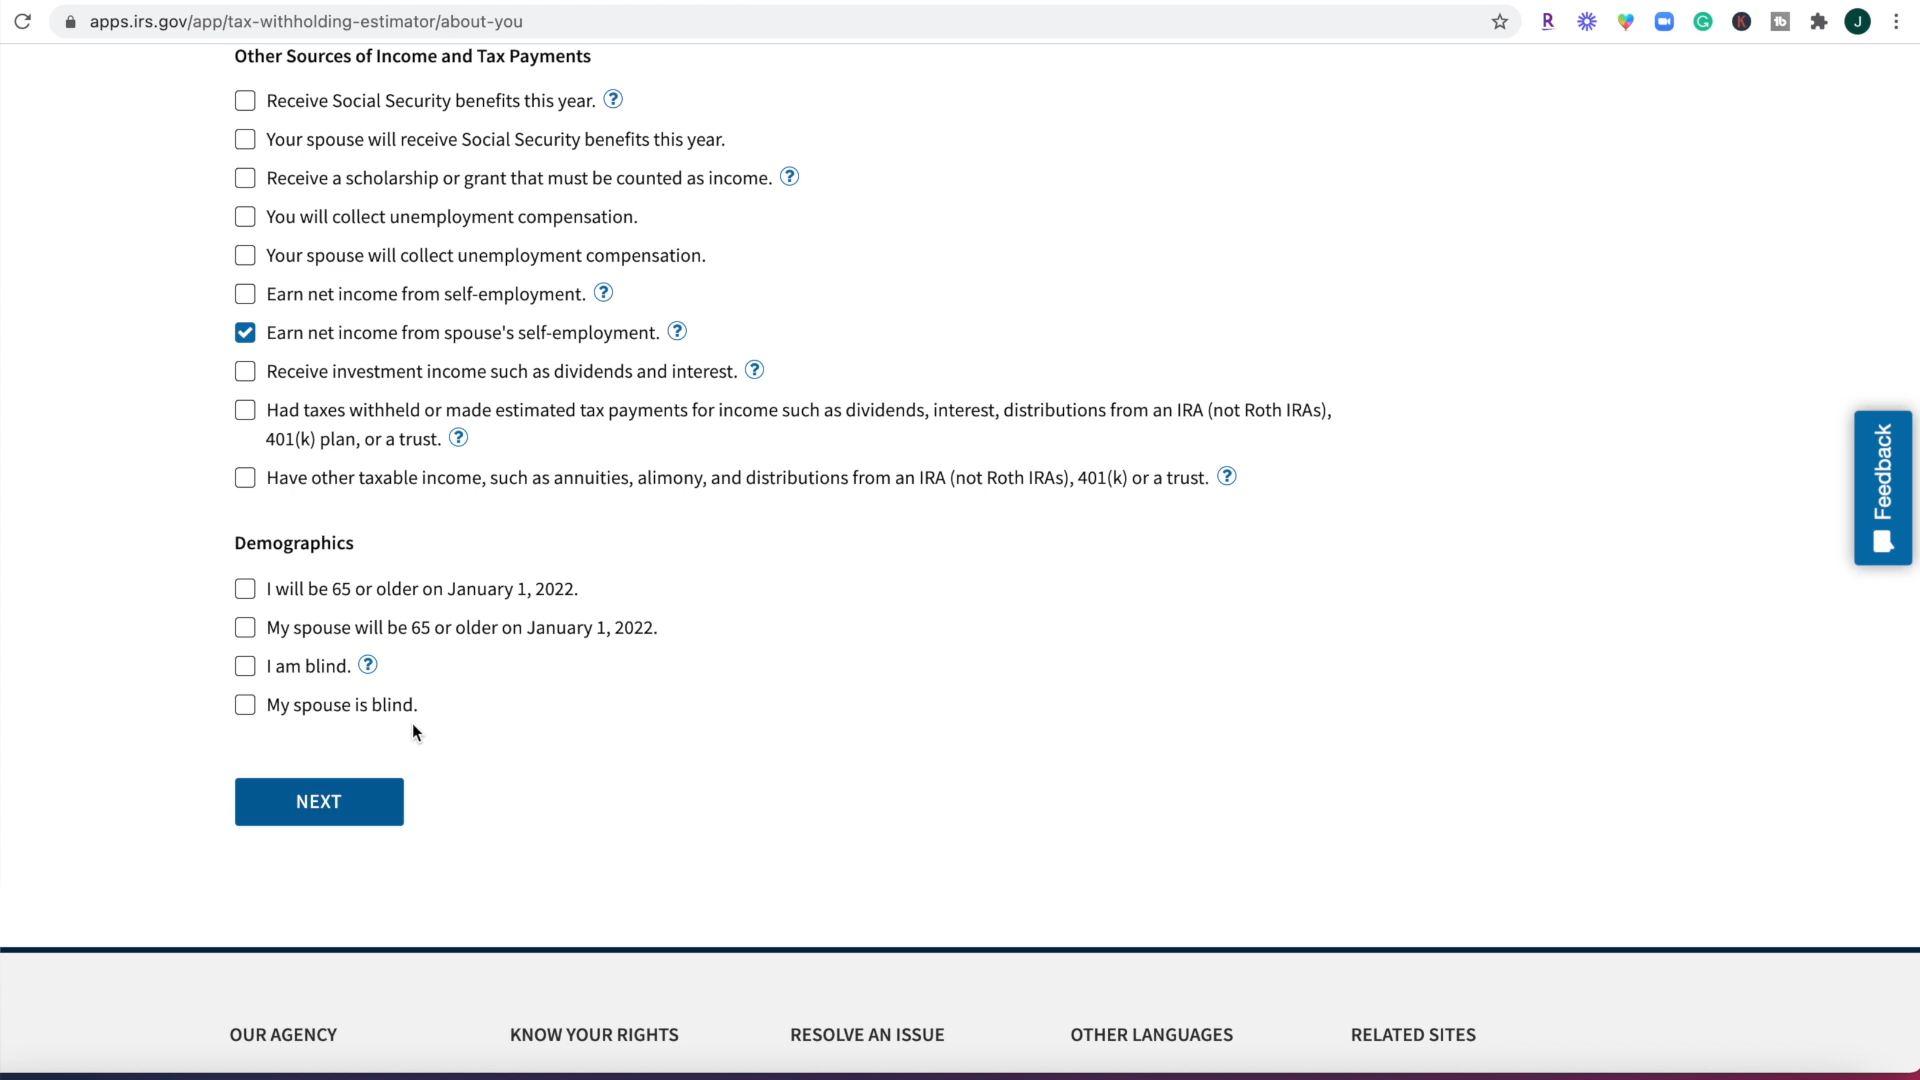 apps.irs.gov/app/tax-withholding-estimator/about-you
R
G
K
tb
J
Other Sources of Income and Tax Payments
Receive Social Security benefits this year. ?
Your spouse will receive Social Security benefits this year.
Receive a scholarship or grant that must be counted as income. ?
You will collect unemployment compensation.
Your spouse will collect unemployment compensation.
Earn net income from self-employment. ?
Earn net income from spouse's self-employment. ?
Receive investment income such as dividends and interest. ?
Had taxes withheld or made estimated tax payments for income such as dividends, interest, distributions from an IRA (not Roth IRAs),
401(k) plan, or a trust. ?
Have other taxable income, such as annuities, alimony, and distributions from an IRA (not Roth IRAs), 401(k) or a trust. ?
Feedback
Demographics
I will be 65 or older on January 1, 2022.
My spouse will be 65 or older on January 1, 2022.
I am blind. ?
My spouse is blind.
NEXT
OUR AGENCY
KNOW YOUR RIGHTS
RESOLVE AN ISSUE
OTHER LANGUAGES
RELATED SITES